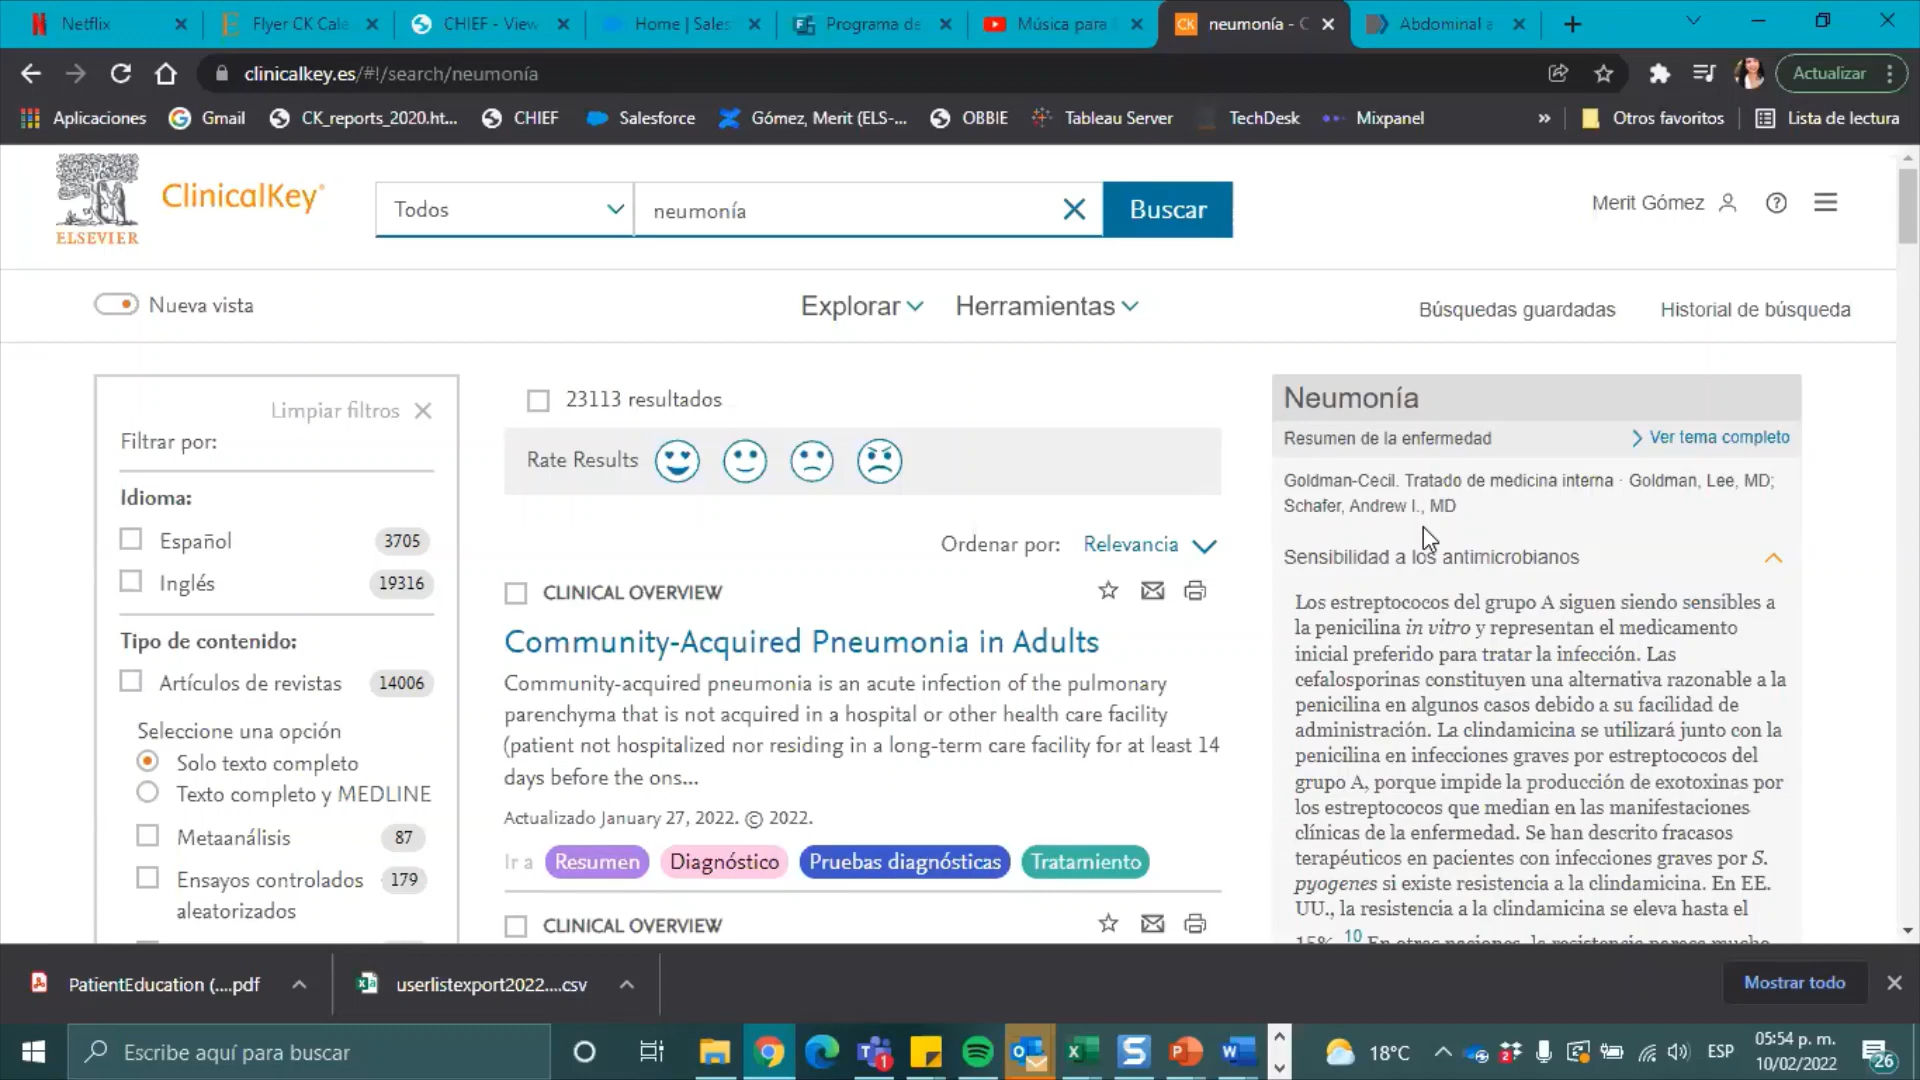 Netflix
Flyer CK Cale
CHIEF - View
Home | Sales
Programa de
Música para
CK
neumonía - C
Abdominal a
clinicalkey.es/#!/search/neumonía
Actualizar
Aplicaciones
Gmail
CK_reports_2020.ht...
CHIEF
Salesforce
Gómez, Merit (ELS-...
OBBIE
Tableau Server
TechDesk
Mixpanel
»
Otros favoritos
Lista de lectura
ELSEVIER
ClinicalKey®
Todos
neumonía
Buscar
Merit Gómez
Nueva vista
Explorar
Herramientas
Búsquedas guardadas
Historial de búsqueda
Limpiar filtros
Filtrar por:
Idioma:
Español 3705
Inglés 19316
Tipo de contenido:
Artículos de revistas 14006
Seleccione una opción
Solo texto completo
Texto completo y MEDLINE
Metaanálisis 87
Ensayos controlados 179
aleatorizados
23113 resultados
Rate Results
Ordenar por: Relevancia
CLINICAL OVERVIEW
Community-Acquired Pneumonia in Adults
Community-acquired pneumonia is an acute infection of the pulmonary
parenchyma that is not acquired in a hospital or other health care facility
(patient not hospitalized nor residing in a long-term care facility for at least 14
days before the ons...
Actualizado January 27, 2022. © 2022.
Ir a Resumen Diagnóstico Pruebas diagnósticas Tratamiento
CLINICAL OVERVIEW
Neumonía
Resumen de la enfermedad
Ver tema completo
Goldman-Cecil. Tratado de medicina interna · Goldman, Lee, MD;
Schafer, Andrew I., MD
Sensibilidad a los antimicrobianos
Los estreptococos del grupo A siguen siendo sensibles a
la penicilina in vitro y representan el medicamento
inicial preferido para tratar la infección. Las
cefalosporinas constituyen una alternativa razonable a la
penicilina en algunos casos debido a su facilidad de
administración. La clindamicina se utilizará junto con la
penicilina en infecciones graves por estreptococos del
grupo A, porque impide la producción de exotoxinas por
los estreptococos que median en las manifestaciones
clínicas de la enfermedad. Se han descrito fracasos
terapéuticos en pacientes con infecciones graves por S.
pyogenes si existe resistencia a la clindamicina. En EE.
UU., la resistencia a la clindamicina se eleva hasta el
15%. 10 En otras naciones, la resistencia parece mucho
PatientEducation (....pdf
userlistexport2022....csv
Mostrar todo
Escribe aquí para buscar
18°C
ESP
05:54 p. m.
10/02/2022
26